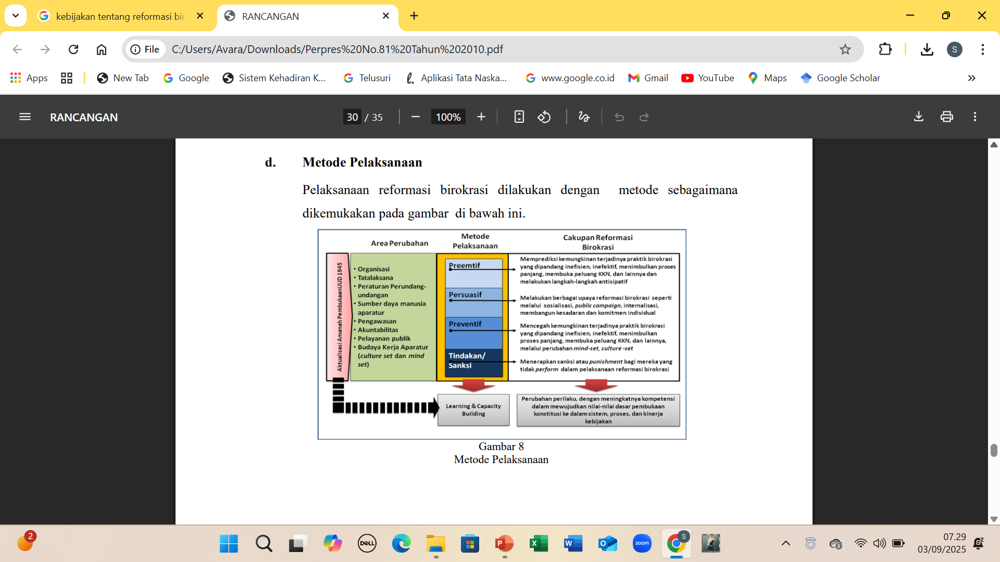 kebijakan tentang reformasi bir
RANCANGAN
File
C:/Users/Avara/Downloads/Perpres%20No.81%20Tahun%202010.pdf
S
Apps
New Tab
Google
Sistem Kehadiran K...
Telusuri
Aplikasi Tata Naska...
www.google.co.id
Gmail
YouTube
Maps
Google Scholar
RANCANGAN
30 / 35
100%
d. Metode Pelaksanaan
Pelaksanaan reformasi birokrasi dilakukan dengan metode sebagaimana
dikemukakan pada gambar di bawah ini.
Area Perubahan
Metode
Pelaksanaan
Cakupan Reformasi
Birokrasi
Aktualisasi Amanah PembukaanUUD 1945
• Organisasi
• Tatalaksana
• Peraturan Perundang-
undangan
• Sumber daya manusia
aparatur
• Pengawasan
• Akuntabilitas
• Pelayanan publik
• Budaya Kerja Aparatur
(culture set dan mind
set)
Preemtif
Memprediksi kemungkinan terjadinya praktik birokrasi
yang dipandang inefisien, inefektif, menimbulkan proses
panjang, membuka peluang KKN, dan lainnya dan
melakukan langkah-langkah antisipatif
Persuasif
Melakukan berbagai upaya reformasi birokrasi seperti
melalui sosialisasi, public campaign, internalisasi,
membangun kesadaran dan komitmen individual
Preventif
Mencegah kemungkinan terjadinya praktik birokrasi
yang dipandang inefisien, inefektif, menimbulkan
proses panjang, membuka peluang KKN, dan lainnya,
melalui perubahan mind-set, culture -set
Tindakan/
Sanksi
Menerapkan sanksi atau punishment bagi mereka yang
tidak perform dalam pelaksanaan reformasi birokrasi
Learning & Capacity
Building
Perubahan perilaku, dengan meningkatnya kompetensi
dalam mewujudkan nilai-nilai dasar pembukaan
konstitusi ke dalam sistem, proses, dan kinerja
kebijakan
Gambar 8
Metode Pelaksanaan
2
DELL
zoom
S
07.29
03/09/2025